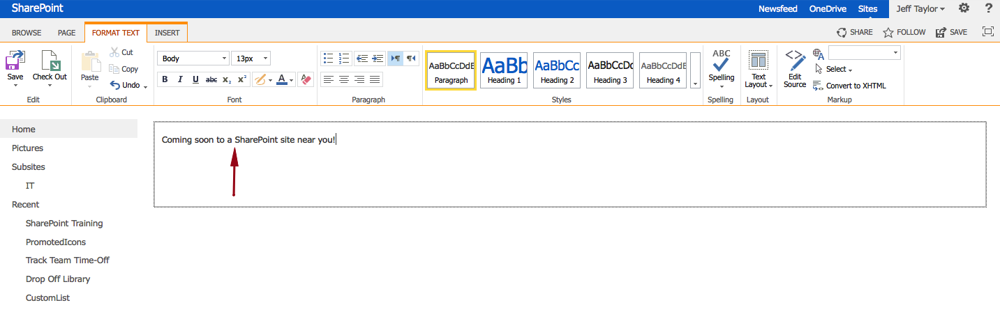 SharePoint Newsfeed OneDrive Sites Jeff Taylor ?
BROWSE PAGE FORMAT TEXT INSERT SHARE FOLLOW SAVE
Save Check Out Paste Cut Copy Undo
Body 13px
B I U abc x₂ x² A
AaBbCcDdE AaBb AaBbCc AaBbCcDc AaBbCcDdE
Paragraph Heading 1 Heading 2 Heading 3 Heading 4
ABC Spelling Text Layout Edit Source Select Convert to XHTML
Edit Clipboard Font Paragraph Styles Spelling Layout Markup
Home
Coming soon to a SharePoint site near you!
Pictures
Subsites
IT
Recent
SharePoint Training
PromotedIcons
Track Team Time-Off
Drop Off Library
CustomList